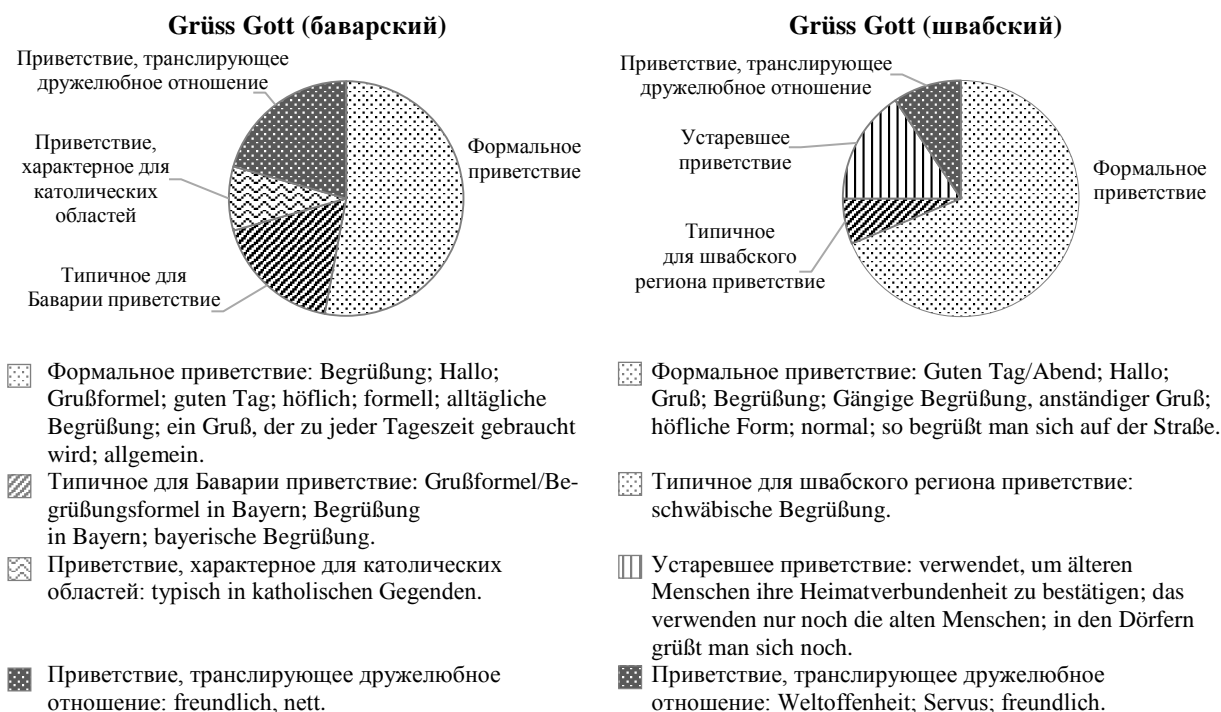 Grüss Gott (баварский)
Приветствие, транслирующее
дружелюбное отношение
Приветствие,
характерное для
католических
областей
Типичное для
Баварии приветствие
Формальное
приветствие
Формальное приветствие: Begrüßung; Hallo;
Grußformel; guten Tag; höflich; formell; alltägliche
Begrüßung; ein Gruß, der zu jeder Tageszeit gebraucht
wird; allgemein.
Типичное для Баварии приветствие: Grußformel/Be-
grüßungsformel in Bayern; Begrüßung
in Bayern; bayerische Begrüßung.
Приветствие, характерное для католических
областей: typisch in katholischen Gegenden.
Приветствие, транслирующее дружелюбное
отношение: freundlich, nett.
Grüss Gott (швабский)
Приветствие, транслирующее
дружелюбное отношение
Устаревшее
приветствие
Типичное
для швабского
региона приветствие
Формальное
приветствие
Формальное приветствие: Guten Tag/Abend; Hallo;
Gruß; Begrüßung; Gängige Begrüßung, anständiger Gruß;
höfliche Form; normal; so begrüßt man sich auf der Straße.
Типичное для швабского региона приветствие:
schwäbische Begrüßung.
Устаревшее приветствие: verwendet, um älteren
Menschen ihre Heimatverbundenheit zu bestätigen; das
verwenden nur noch die alten Menschen; in den Dörfern
grüßt man sich noch.
Приветствие, транслирующее дружелюбное
отношение: Weltoffenheit; Servus; freundlich.